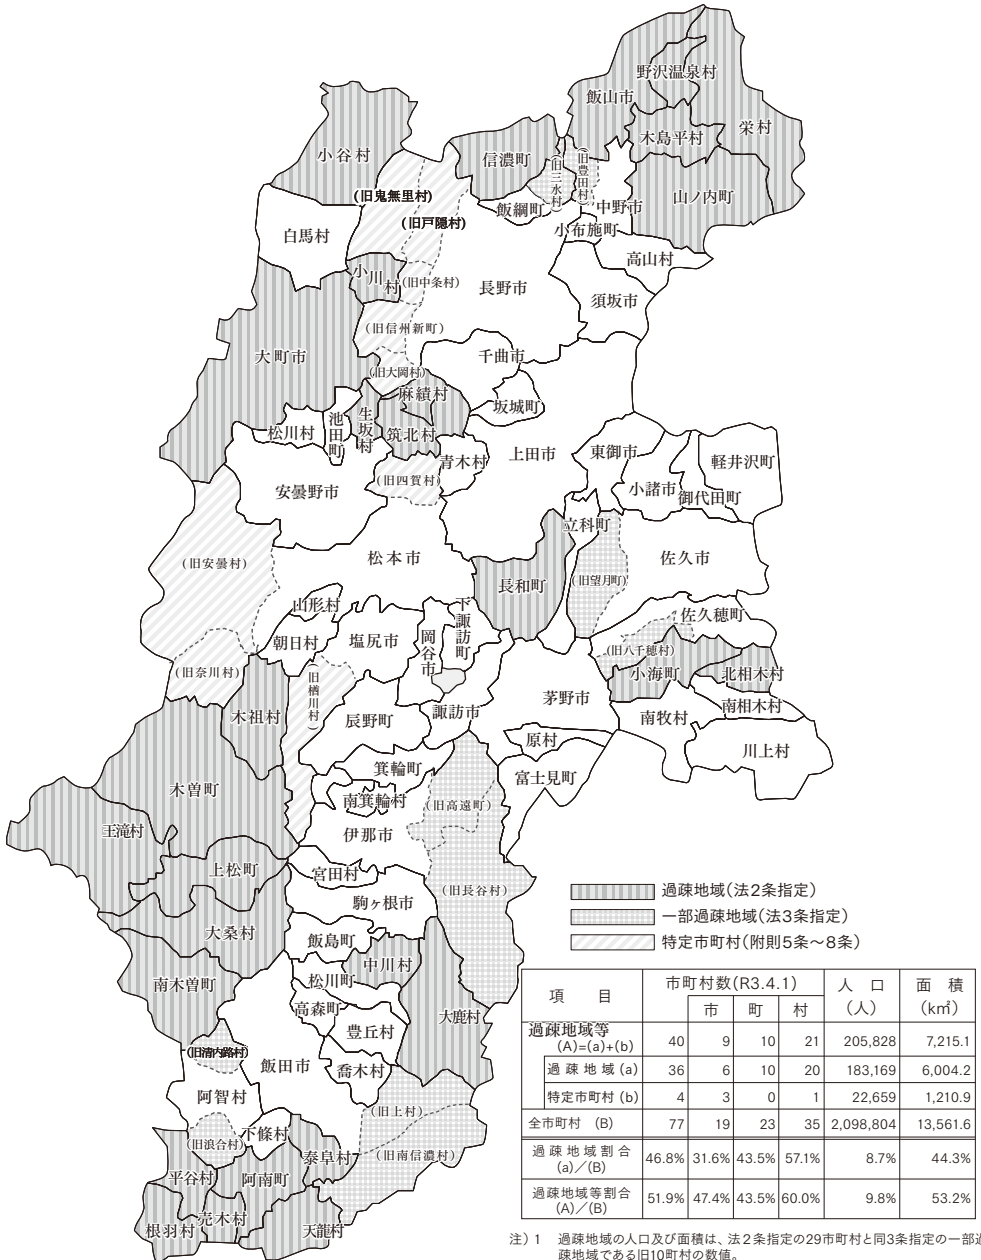 野沢温泉村
飯山市
栄村
木島平村
小谷村
信濃町
(旧三水村)
(旧豊田村)
山ノ内町
(旧鬼無里村)
飯綱町
中野市
(旧戸隠村)
白馬村
小布施町
高山村
小川村
(旧中条村)
長野市
須坂市
(旧信州新町)
大町市
千曲市
(旧大岡村)
麻績村
坂城町
松川村
池田町
生坂村
筑北村
青木村
上田市
東御市
軽井沢町
安曇野市
(旧四賀村)
小諸市
御代田町
立科町
(旧安曇村)
松本市
長和町
(旧望月町)
佐久市
山形村
下諏訪町
佐久穂町
朝日村
塩尻市
岡谷市
(旧八千穂村)
(旧奈川村)
(旧楢川村)
小海町
北相木村
木祖村
辰野町
諏訪市
茅野市
南牧村
南相木村
原村
川上村
箕輪町
富士見町
木曽町
南箕輪村
(旧高遠町)
王滝村
伊那市
上松町
宮田村
(旧長谷村)
駒ヶ根市
大桑村
飯島町
中川村
南木曽町
松川町
高森町
大鹿村
豊丘村
(旧清内路村)
飯田市
喬木村
阿智村
(旧上村)
(旧浪合村)
下條村
泰阜村
(旧南信濃村)
平谷村
阿南町
根羽村
売木村
天龍村
過疎地域(法2条指定)
一部過疎地域(法3条指定)
特定市町村(附則5条～8条)
項 目 市町村数(R3.4.1) 人 口 (人) 面 積 (km²)
市 町 村
過疎地域等 (A)=(a)+(b) 40 9 10 21 205,828 7,215.1
過 疎 地 域 (a) 36 6 10 20 183,169 6,004.2
特定市町村 (b) 4 3 0 1 22,659 1,210.9
全市町村 (B) 77 19 23 35 2,098,804 13,561.6
過 疎 地 域 割 合 (a)／(B) 46.8% 31.6% 43.5% 57.1% 8.7% 44.3%
過疎地域等割合 (A)／(B) 51.9% 47.4% 43.5% 60.0% 9.8% 53.2%
注) 1 過疎地域の人口及び面積は、法２条指定の29市町村と同３条指定の一部過
疎地域である旧10町村の数値。